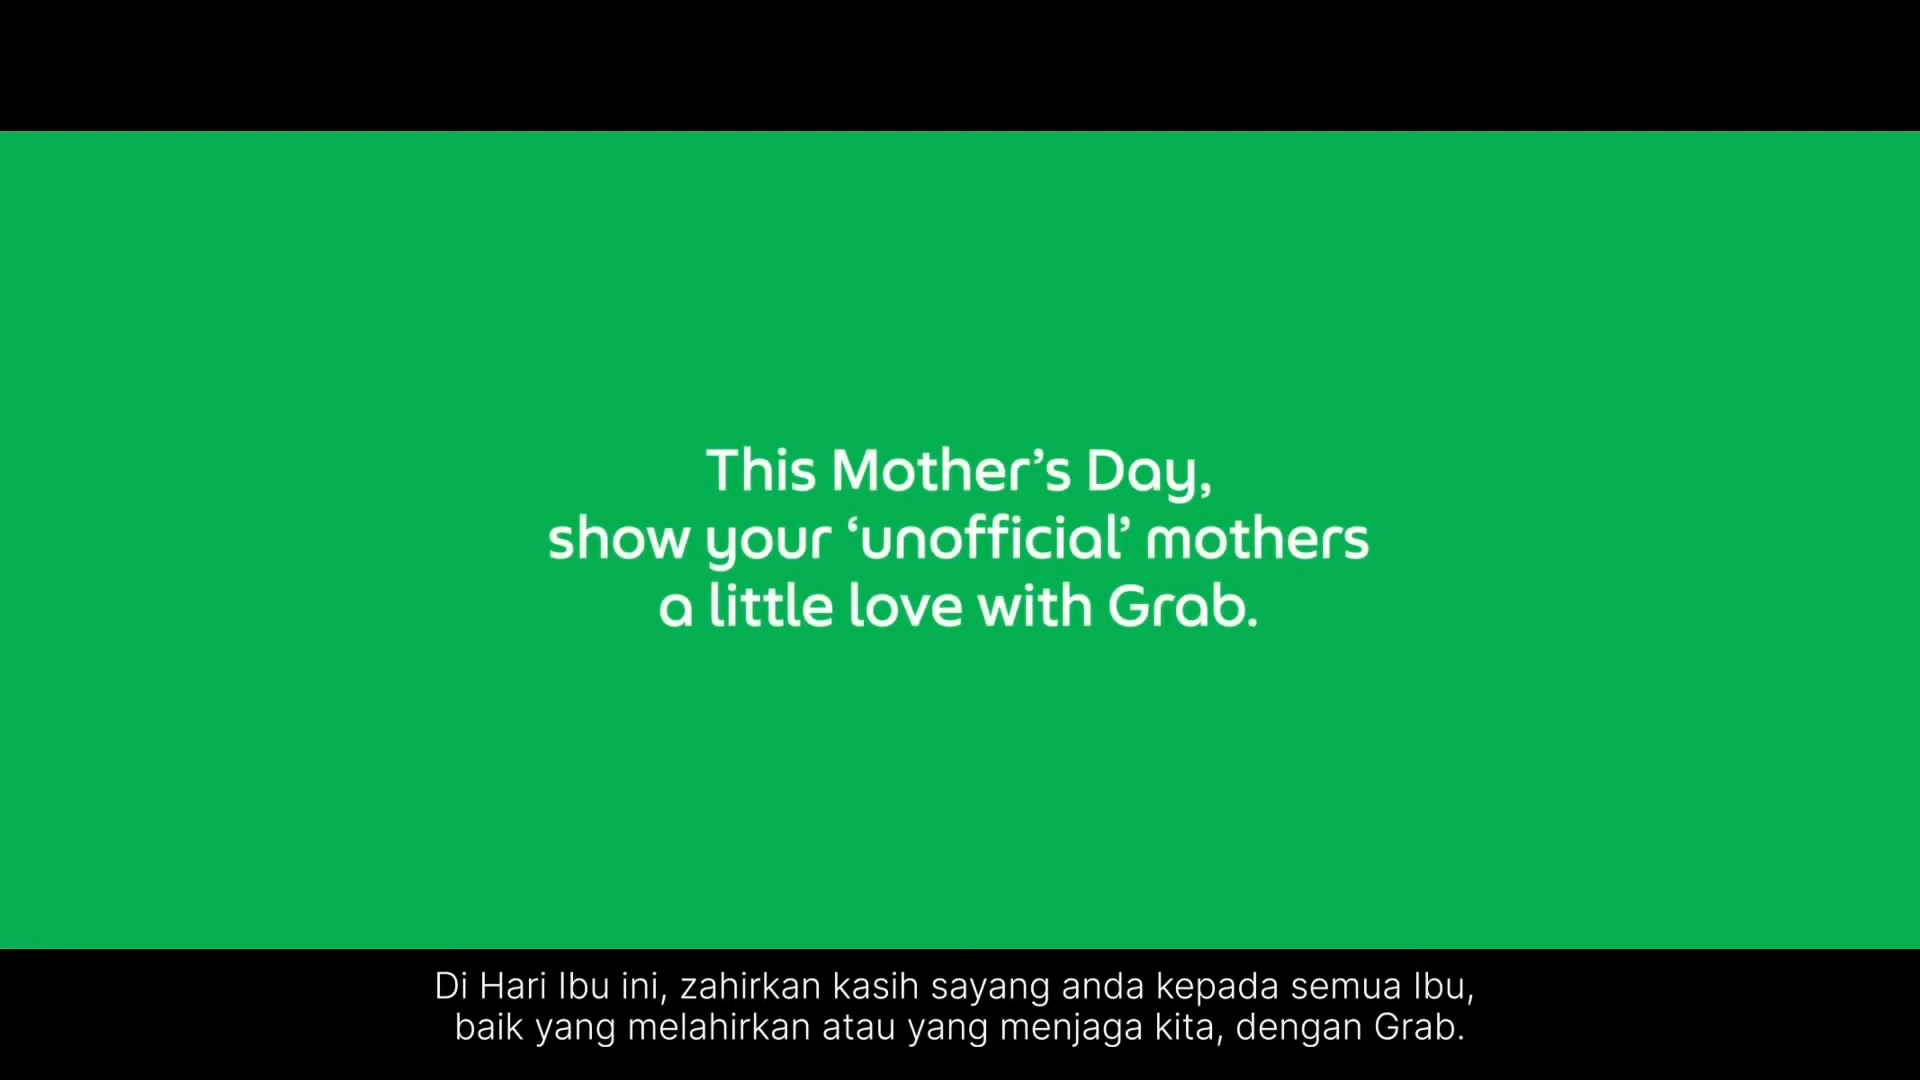 This Mother’s Day,
show your ‘unofficial’ mothers
a little love with Grab.
Di Hari Ibu ini, zahirkan kasih sayang anda kepada semua Ibu,
baik yang melahirkan atau yang menjaga kita, dengan Grab.